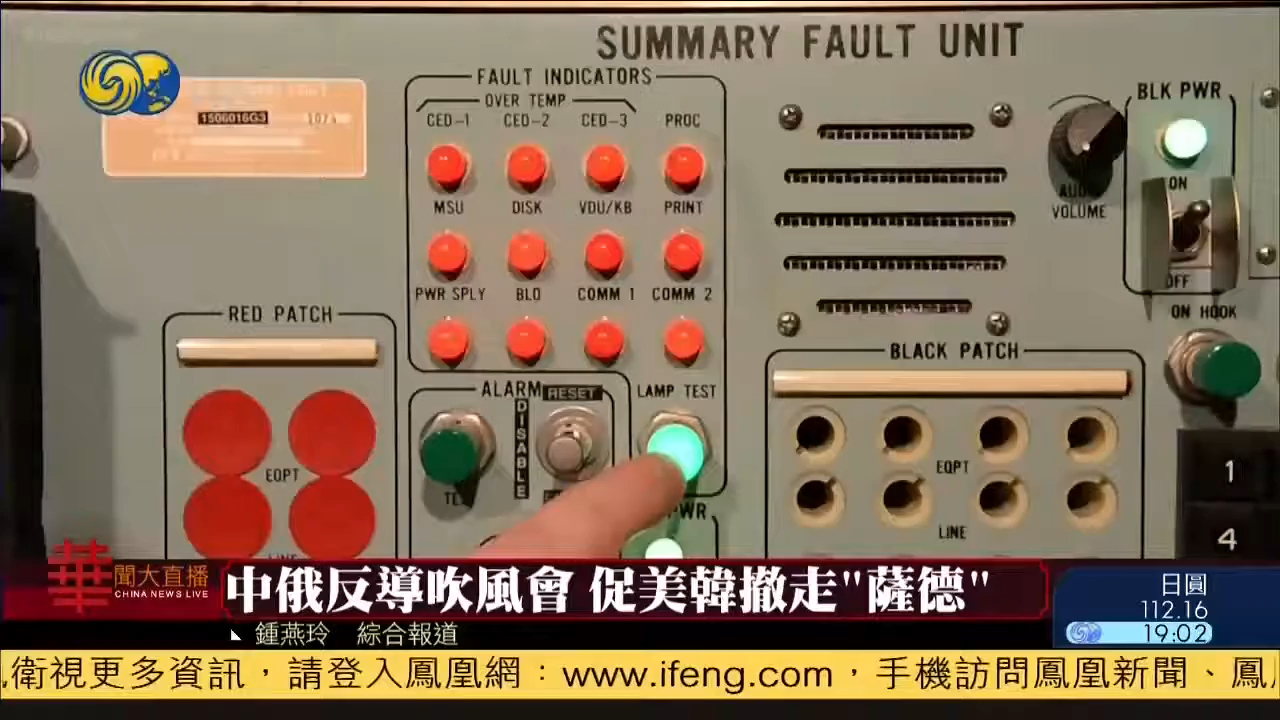 SUMMARY FAULT UNIT
FAULT INDICATORS
OVER TEMP
CED-1 CED-2 CED-3 PROC
MSU DISK VDU/KB PRINT
PWR SPLY BLO COMM 1 COMM 2
1506016G3
BLK PWR
ON
OFF
VOLUME
ON HOOK
RED PATCH
EQPT
ALARM
RESET
DISABLE
LAMP TEST
PWR
BLACK PATCH
EQPT
LINE
1
4
華
聞大直播
CHINA NEWS LIVE
中俄反導吹風會 促美韓撤走"薩德"
鍾燕玲 綜合報道
日圓
112.16
19:02
衛視更多資訊，請登入鳳凰網：www.ifeng.com，手機訪問鳳凰新聞、鳳